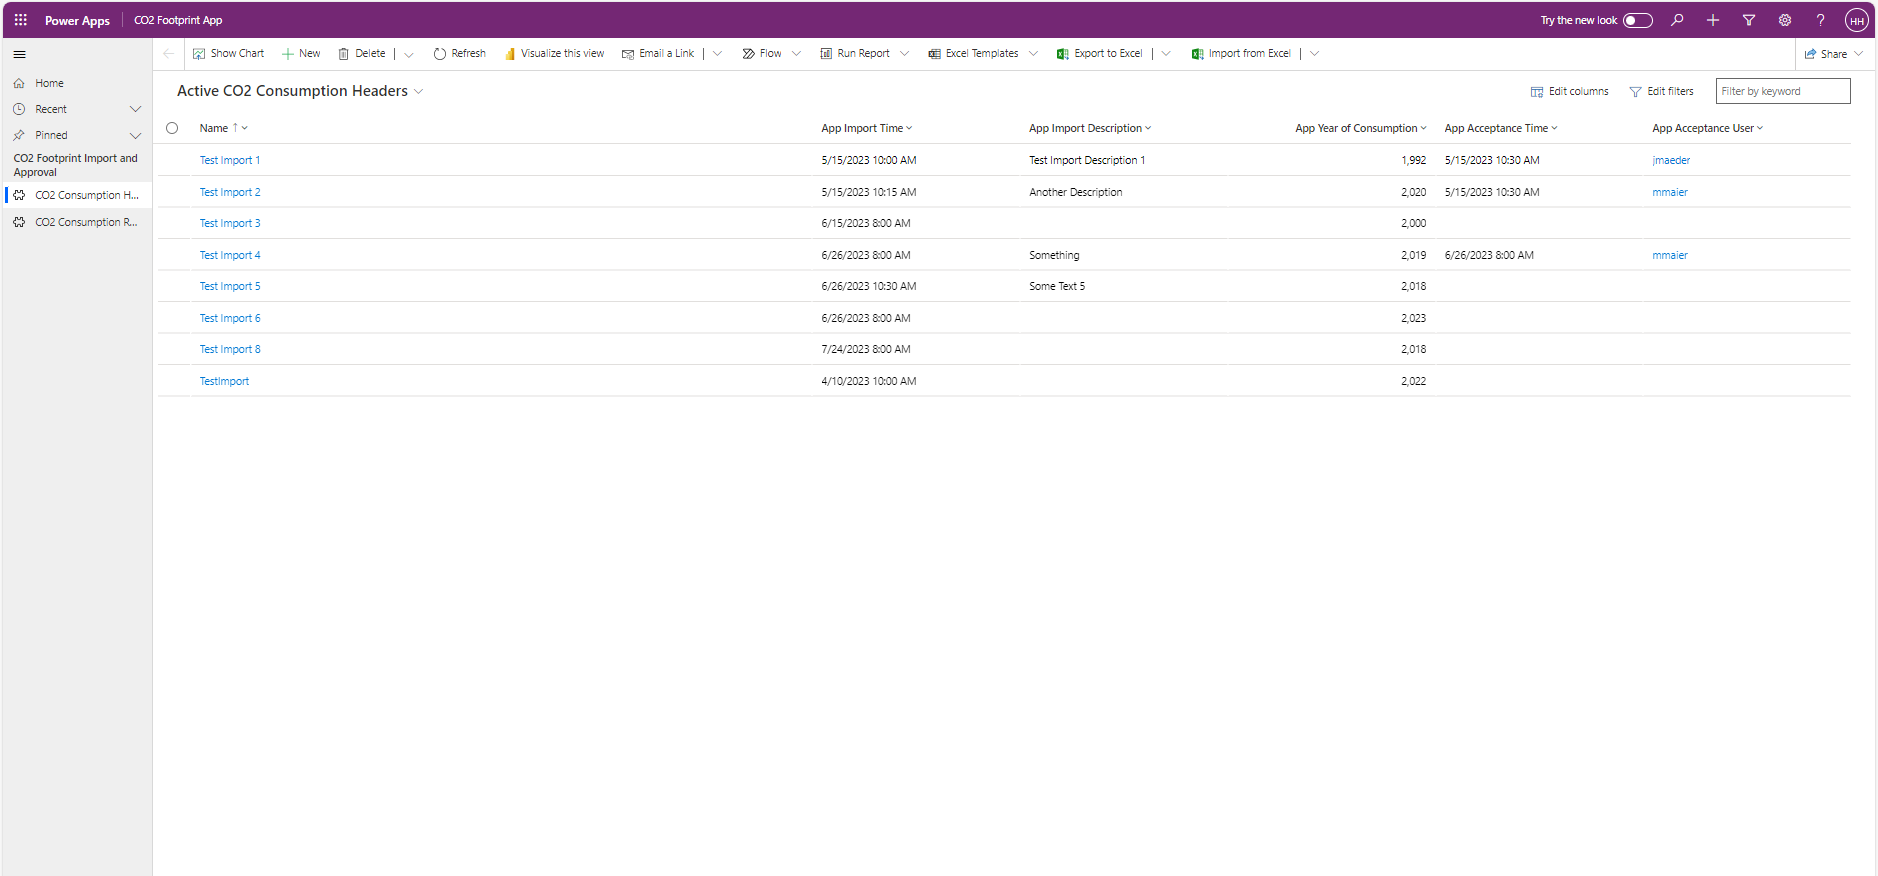 Power Apps CO2 Footprint App Try the new look HH
Show Chart New Delete Refresh Visualize this view Email a Link Flow Run Report Excel Templates Export to Excel Import from Excel Share
Home
Recent
Pinned
CO2 Footprint Import and
Approval
CO2 Consumption H...
CO2 Consumption R...
Active CO2 Consumption Headers Edit columns Edit filters Filter by keyword
Name ↑ App Import Time App Import Description App Year of Consumption App Acceptance Time App Acceptance User
Test Import 1 5/15/2023 10:00 AM Test Import Description 1 1,992 5/15/2023 10:30 AM jmaeder
Test Import 2 5/15/2023 10:15 AM Another Description 2,020 5/15/2023 10:30 AM mmaier
Test Import 3 6/15/2023 8:00 AM 2,000
Test Import 4 6/26/2023 8:00 AM Something 2,019 6/26/2023 8:00 AM mmaier
Test Import 5 6/26/2023 10:30 AM Some Text 5 2,018
Test Import 6 6/26/2023 8:00 AM 2,023
Test Import 8 7/24/2023 8:00 AM 2,018
TestImport 4/10/2023 10:00 AM 2,022